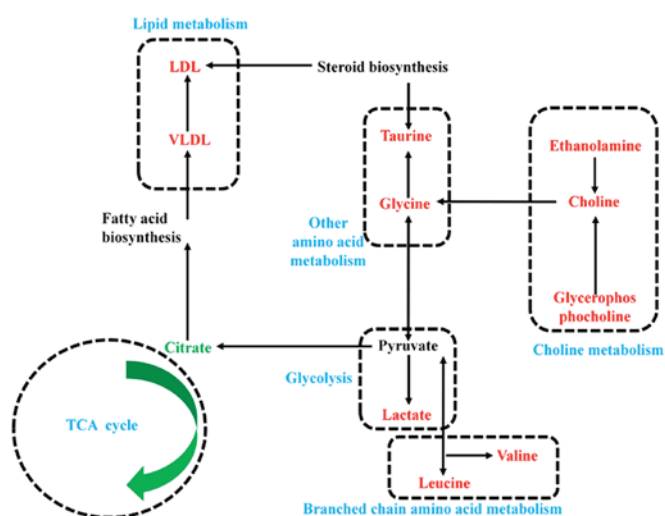 Lipid metabolism
LDL
Steroid biosynthesis
VLDL
Taurine
Ethanolamine
Glycine
Choline
Fatty acid
biosynthesis
Other
amino acid
metabolism
Glycerophos
phocholine
Citrate
Pyruvate
Choline metabolism
Glycolysis
Lactate
TCA cycle
Valine
Leucine
Branched chain amino acid metabolism